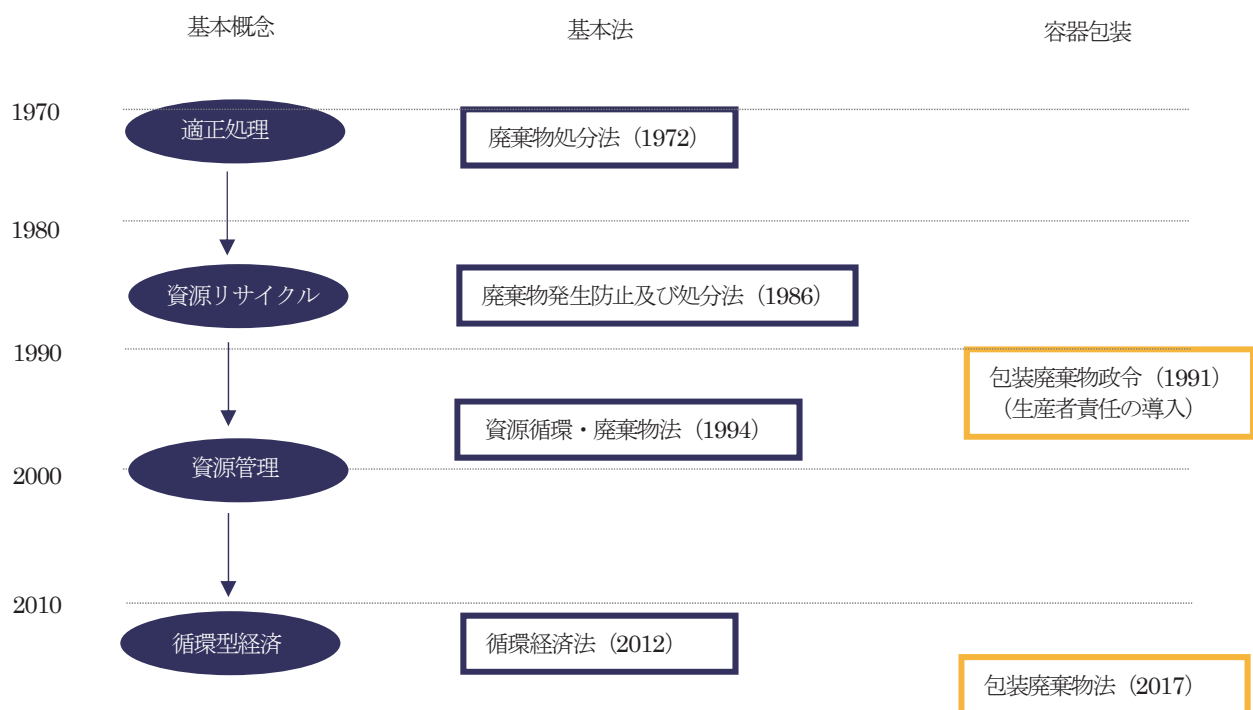 基本概念
基本法
容器包装
1970
適正処理
廃棄物処分法（1972）
1980
資源リサイクル
廃棄物発生防止及び処分法（1986）
1990
包装廃棄物政令（1991）
（生産者責任の導入）
資源循環・廃棄物法（1994）
資源管理
2000
2010
循環型経済
循環経済法（2012）
包装廃棄物法（2017）